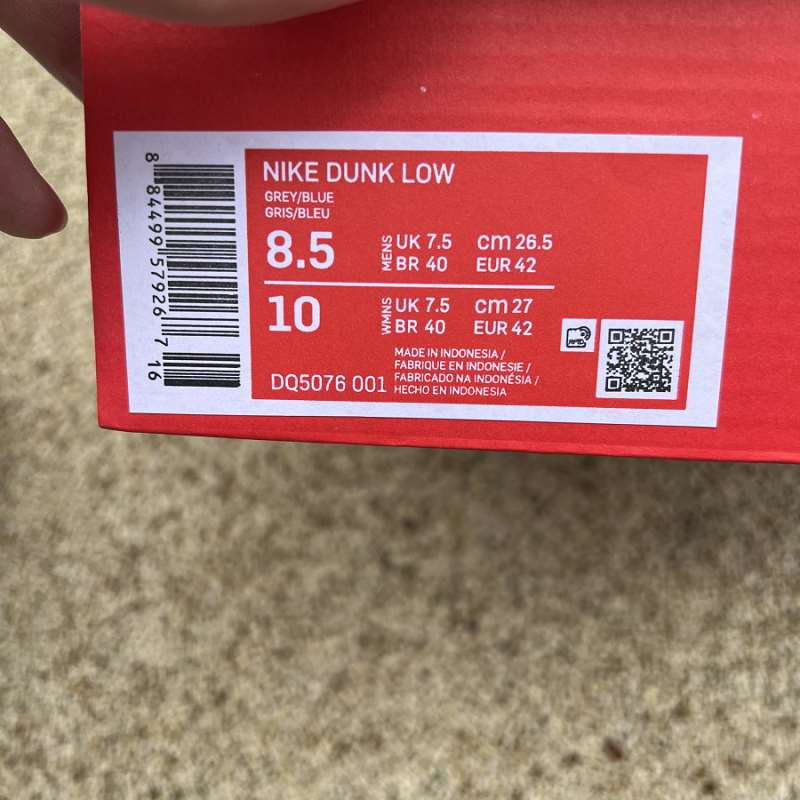 8 84499 57926 7 16
NIKE DUNK LOW
GREY/BLUE
GRIS/BLEU
8.5 MENS UK 7.5 cm 26.5
BR 40 EUR 42
10 WMNS UK 7.5 cm 27
BR 40 EUR 42
MADE IN INDONESIA /
FABRIQUE EN INDONESIE /
FABRICADO NA INDONÉSIA /
HECHO EN INDONESIA
DQ5076 001